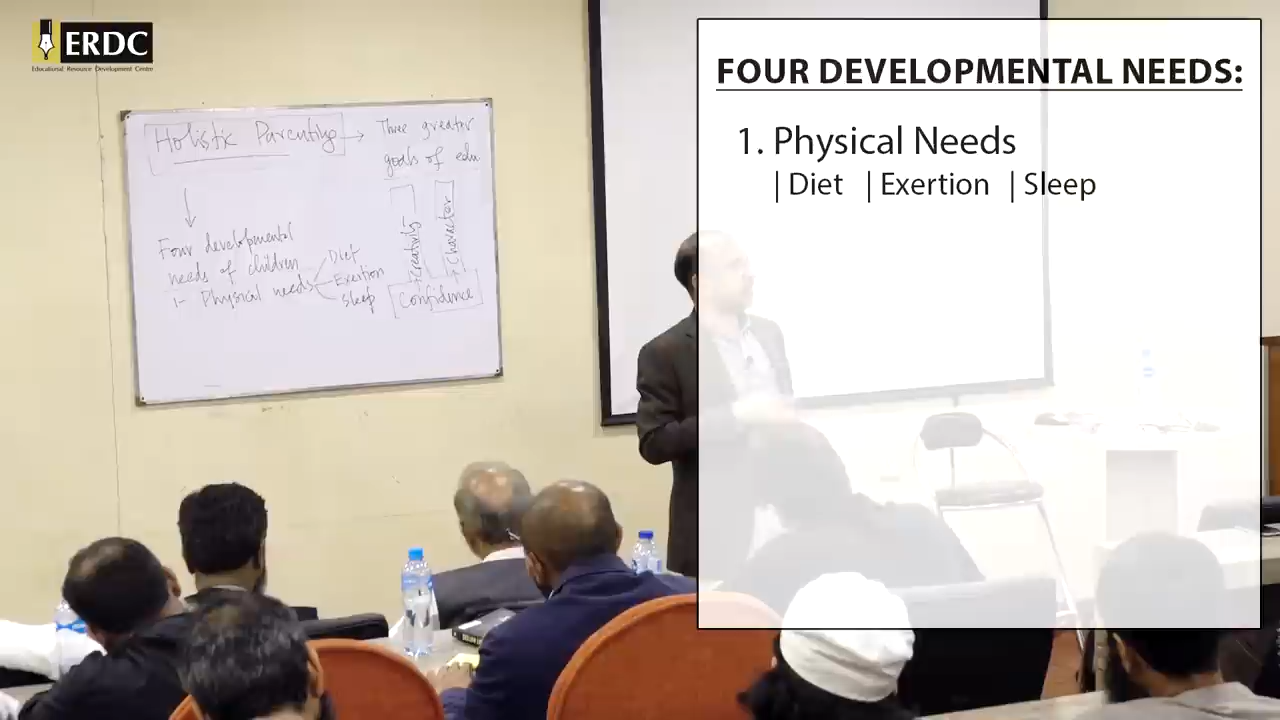 ERDC
Educational Resource Development Centre
Holistic Parenting → Three greater
goals of edu
Creativity
Character
Confidence
Four developmental
needs of children
1- Physical needs
Diet
Exertion
Sleep
FOUR DEVELOPMENTAL NEEDS:
1. Physical Needs
| Diet | Exertion | Sleep